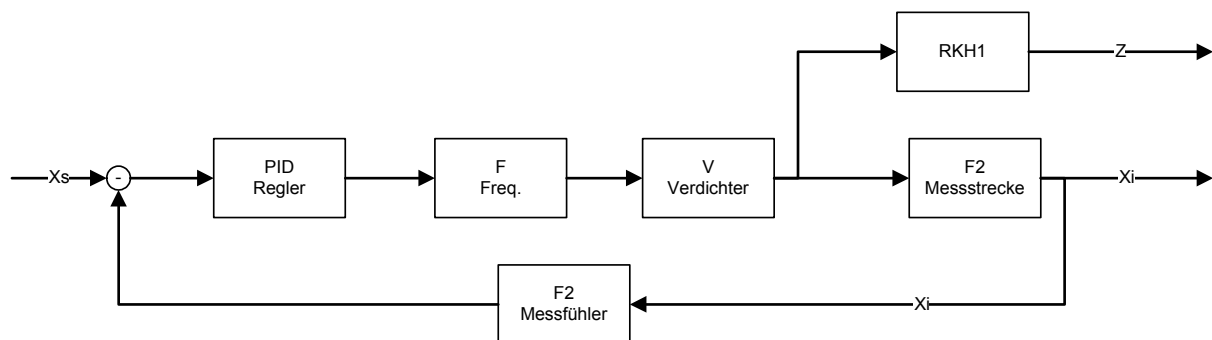 RKH1
Z
Xs
-
PID
Regler
F
Freq.
V
Verdichter
F2
Messstrecke
Xi
F2
Messfühler
Xi